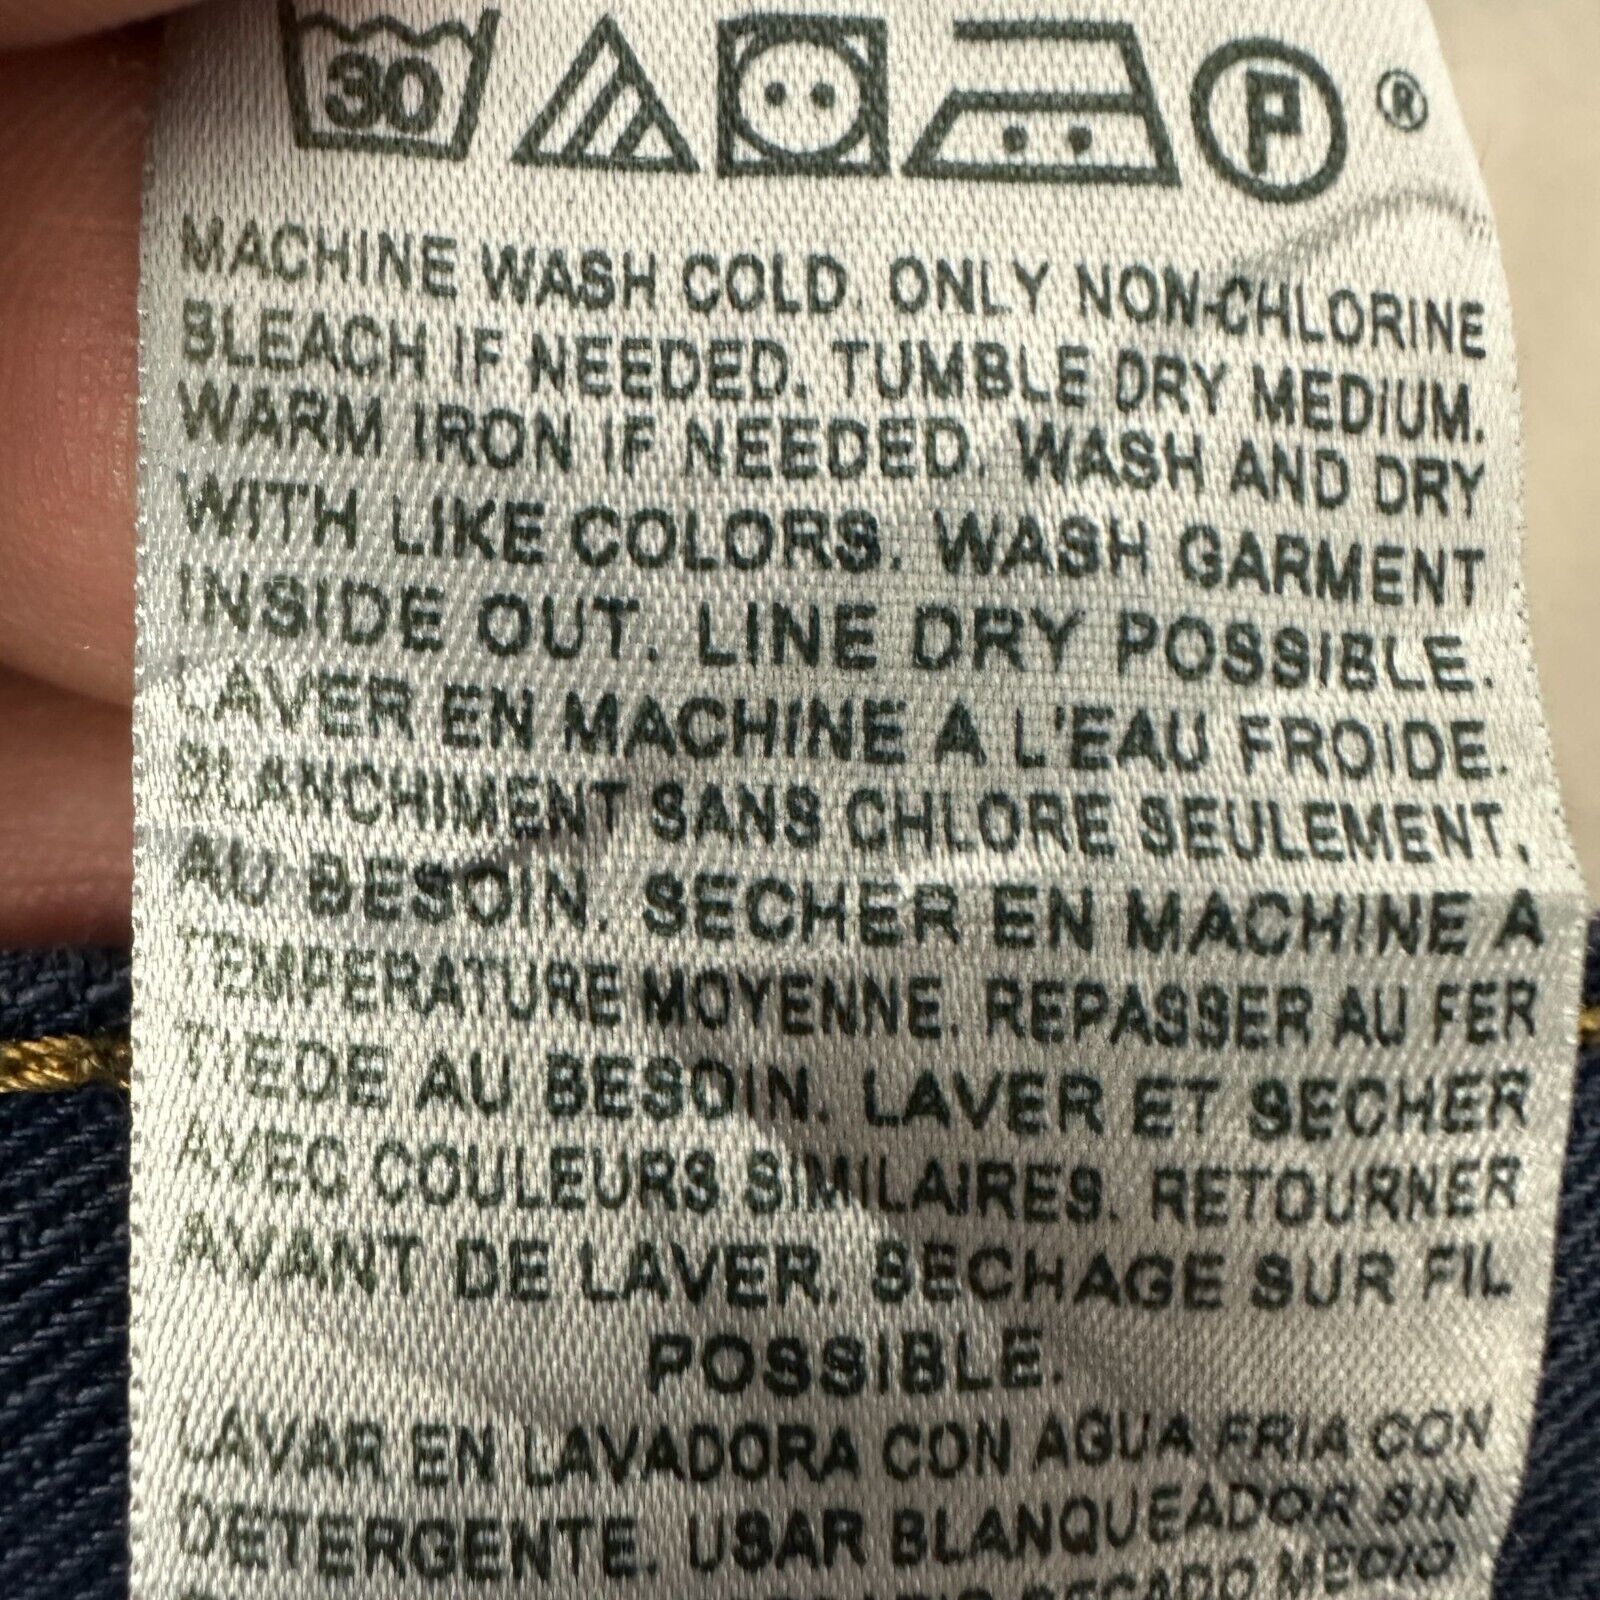 30 P ®
MACHINE WASH COLD. ONLY NON-CHLORINE
BLEACH IF NEEDED. TUMBLE DRY MEDIUM.
WARM IRON IF NEEDED. WASH AND DRY
WITH LIKE COLORS. WASH GARMENT
INSIDE OUT. LINE DRY POSSIBLE.
LAVER EN MACHINE A L'EAU FROIDE.
BLANCHIMENT SANS CHLORE SEULEMENT,
AU BESOIN. SECHER EN MACHINE A
TEMPERATURE MOYENNE. REPASSER AU FER
TIEDE AU BESOIN. LAVER ET SECHER
AVEC COULEURS SIMILAIRES. RETOURNER
AVANT DE LAVER. SECHAGE SUR FIL
POSSIBLE.
LAVAR EN LAVADORA CON AGUA FRIA CON
DETERGENTE. USAR BLANQUEADOR SIN
SECADO MEDIO